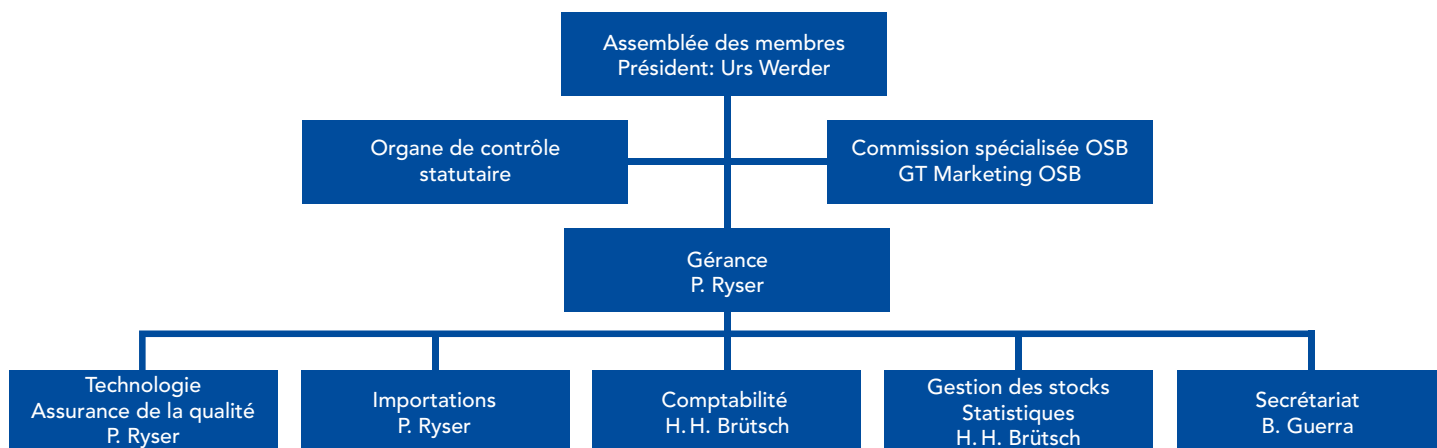 Assemblée des membres
Président: Urs Werder
Organe de contrôle
statutaire
Commission spécialisée OSB
GT Marketing OSB
Gérance
P. Ryser
Technologie
Assurance de la qualité
P. Ryser
Importations
P. Ryser
Comptabilité
H. H. Brütsch
Gestion des stocks
Statistiques
H. H. Brütsch
Secrétariat
B. Guerra